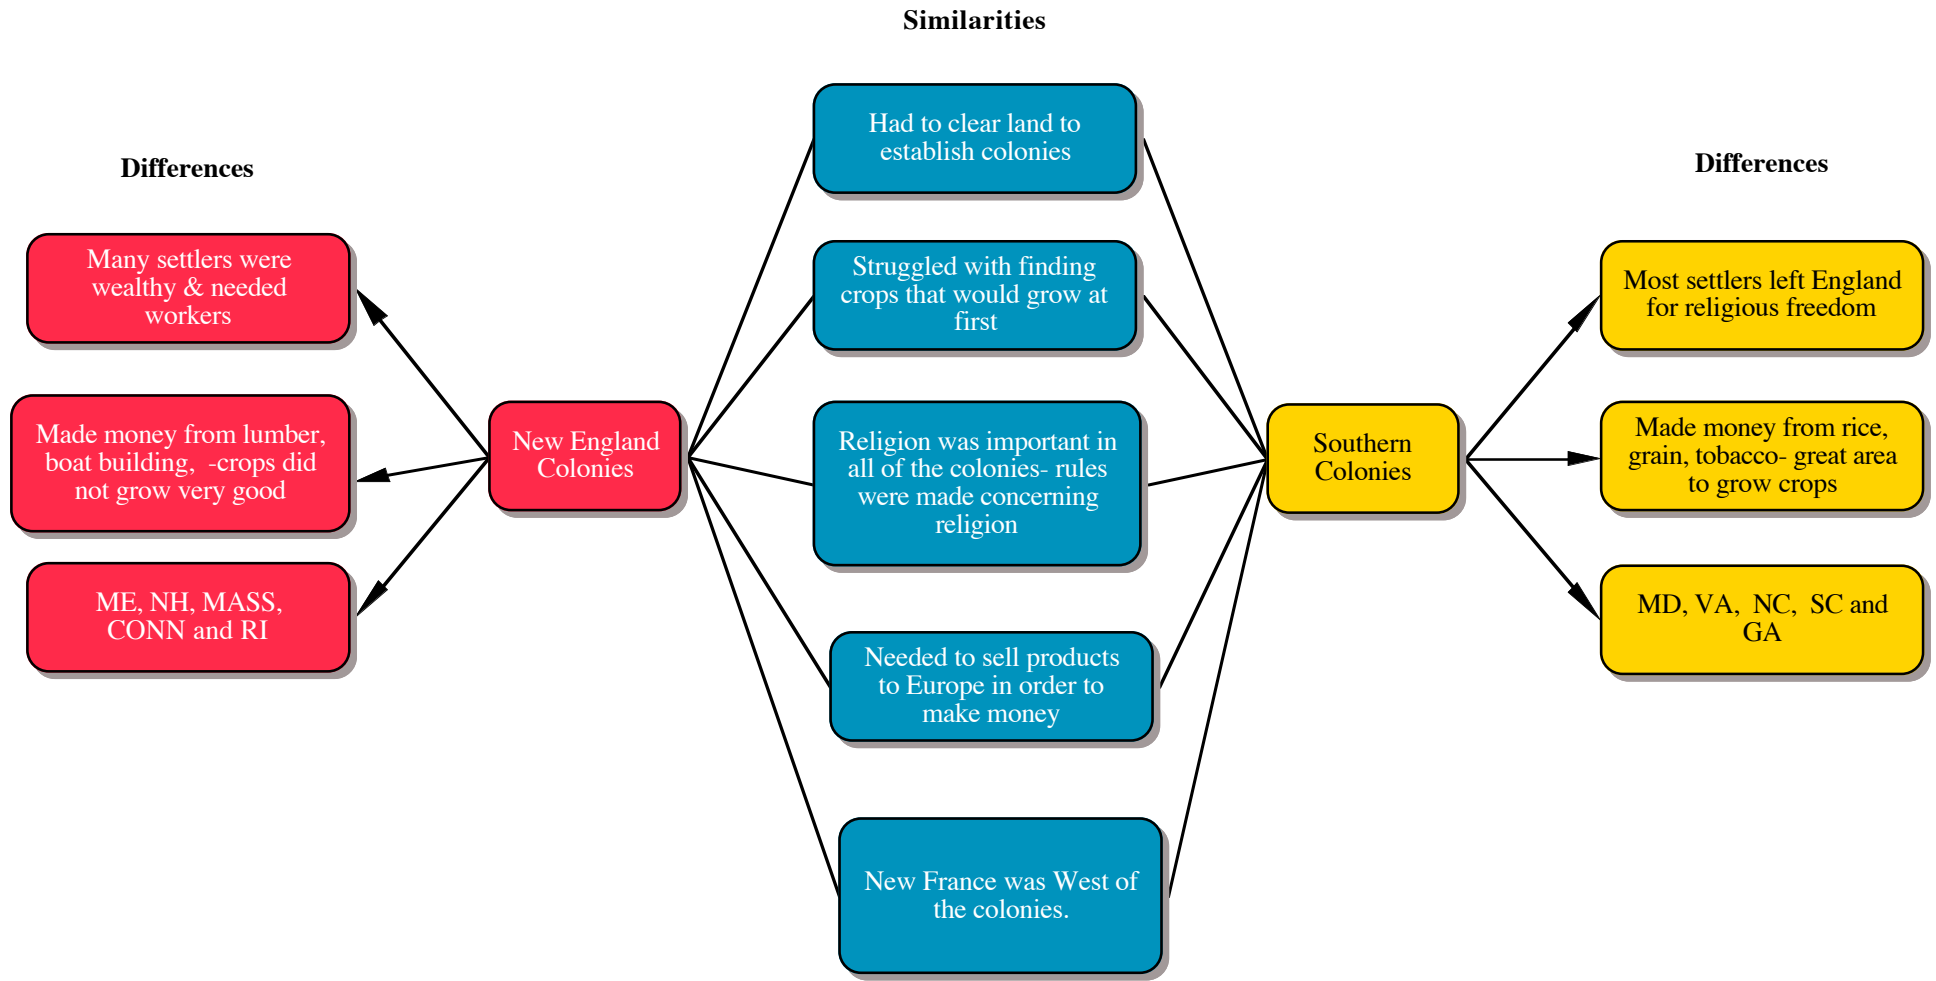 Similarities
Differences
Differences
Had to clear land to
establish colonies
Many settlers were
wealthy & needed
workers
Struggled with finding
crops that would grow at
first
Most settlers left England
for religious freedom
Made money from lumber,
boat building,  -crops did
not grow very good
New England
Colonies
Religion was important in
all of the colonies- rules
were made concerning
religion
Southern
Colonies
Made money from rice,
grain, tobacco- great area
to grow crops
ME, NH, MASS,
CONN and RI
Needed to sell products
to Europe in order to
make money
MD, VA,  NC,  SC and
GA
New France was West of
the colonies.